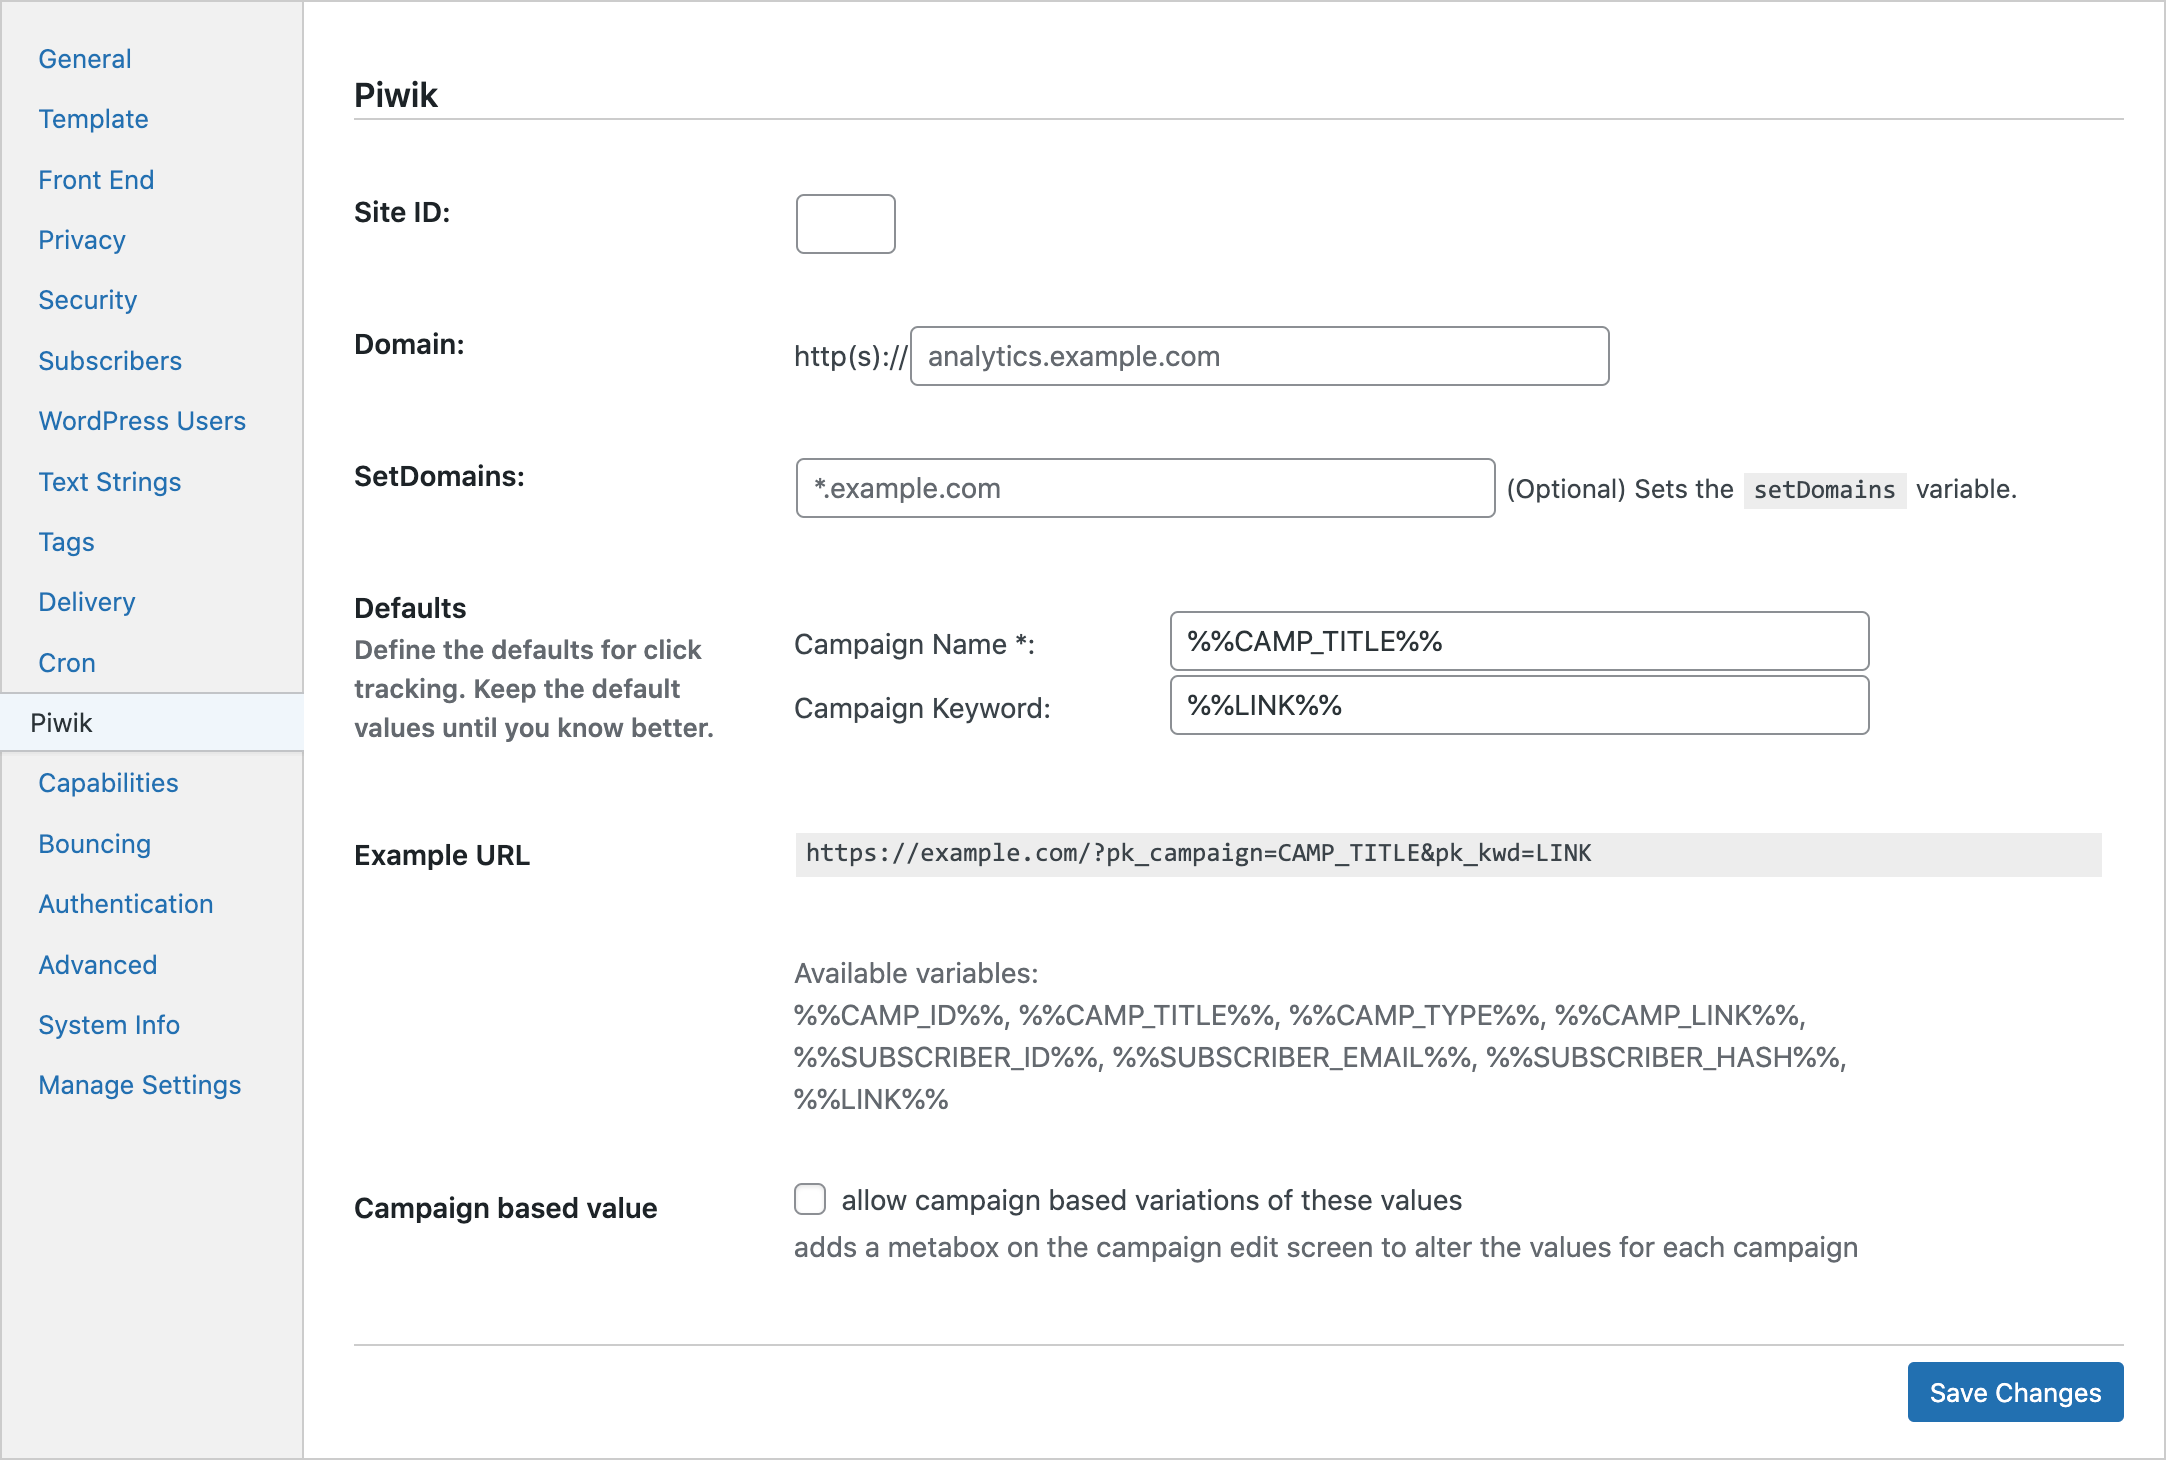 General
Template
Front End
Privacy
Security
Subscribers
WordPress Users
Text Strings
Tags
Delivery
Cron
Piwik
Capabilities
Bouncing
Authentication
Advanced
System Info
Manage Settings
Piwik
Site ID:
Domain:
http(s):// analytics.example.com
SetDomains:
*.example.com (Optional) Sets the setDomains variable.
Defaults
Define the defaults for click
tracking. Keep the default
values until you know better.
Campaign Name *: %%CAMP_TITLE%%
Campaign Keyword: %%LINK%%
Example URL
https://example.com/?pk_campaign=CAMP_TITLE&pk_kwd=LINK
Available variables:
%%CAMP_ID%%, %%CAMP_TITLE%%, %%CAMP_TYPE%%, %%CAMP_LINK%%,
%%SUBSCRIBER_ID%%, %%SUBSCRIBER_EMAIL%%, %%SUBSCRIBER_HASH%%,
%%LINK%%
Campaign based value
allow campaign based variations of these values
adds a metabox on the campaign edit screen to alter the values for each campaign
Save Changes